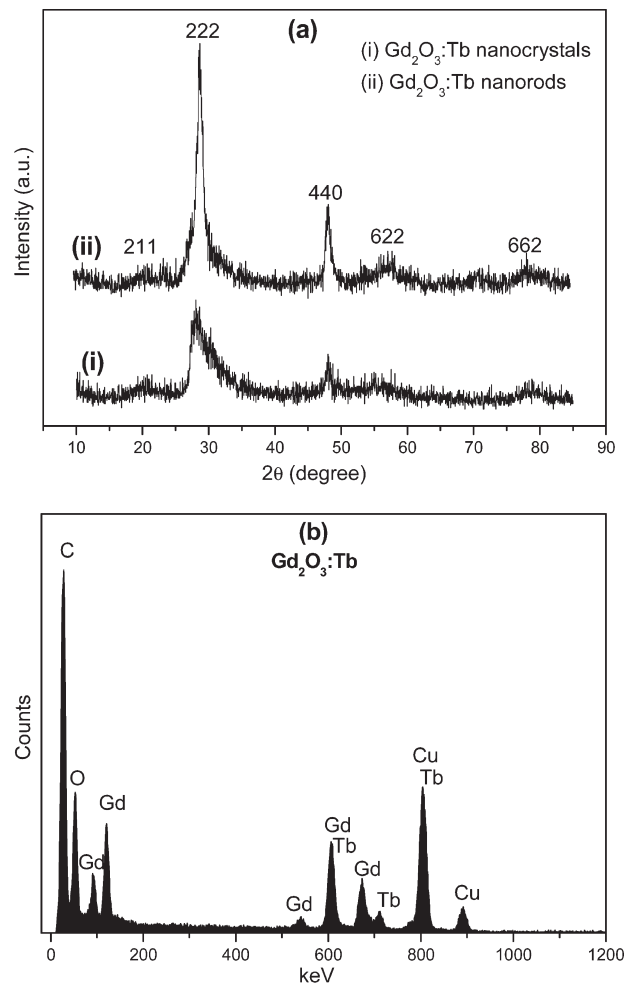 (a)
222
(i) Gd₂O₃:Tb nanocrystals
(ii) Gd₂O₃:Tb nanorods
Intensity (a.u.)
440
(ii)
211
622
662
(i)
10 20 30 40 50 60 70 80 90
2θ (degree)
(b)
Gd₂O₃:Tb
C
Counts
O
Gd
Gd
Gd
Gd
Tb
Gd
Tb
Cu
Tb
Cu
0 200 400 600 800 1000 1200
keV